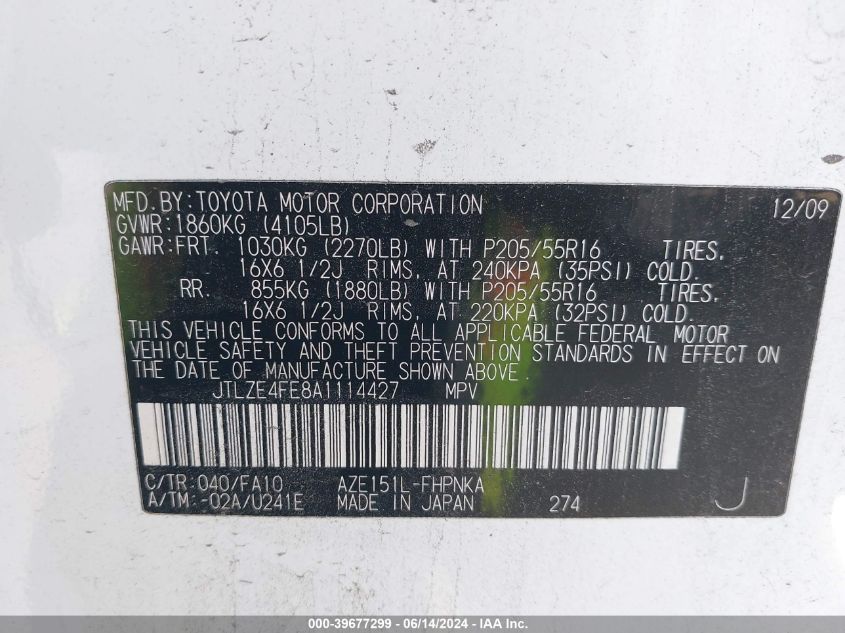 MFD.BY:TOYOTA MOTOR CORPORATION 12/09
GVWR:1860KG (4105LB)
GAWR:FRT. 1030KG (2270LB) WITH P205/55R16 TIRES,
16X6 1/2J RIMS, AT 240KPA (35PSI) COLD.
RR. 855KG (1880LB) WITH P205/55R16 TIRES,
16X6 1/2J RIMS, AT 220KPA (32PSI) COLD.
THIS VEHICLE CONFORMS TO ALL APPLICABLE FEDERAL MOTOR
VEHICLE SAFETY AND THEFT PREVENTION STANDARDS IN EFFECT ON
THE DATE OF MANUFACTURE SHOWN ABOVE.
JTLZE4FE8A1114427 MPV
C/TR:040/FA10 AZE151L-FHPNKA
A/TM:-02A/U241E MADE IN JAPAN 274 J
000-39677299 - 06/14/2024 - IAA Inc.